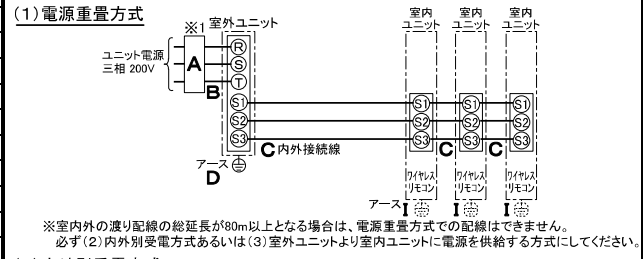 (1)電源重畳方式
※1 室外ユニット
室内ユニット 室内ユニット 室内ユニット
ユニット電源
三相 200V
A
B
R
S
T
S1 S1 S1 S1
S2 S2 S2 S2
S3 S3 S3 S3
C 内外接続線 C C
アース
D
ワイヤレスリモコン ワイヤレスリモコン ワイヤレスリモコン
アース I I I
※室内外の渡り配線の総延長が80m以上となる場合は、電源重畳方式での配線はできません。
必ず(2)内外別受電方式あるいは(3)室外ユニットより室内ユニットに電源を供給する方式にしてください。